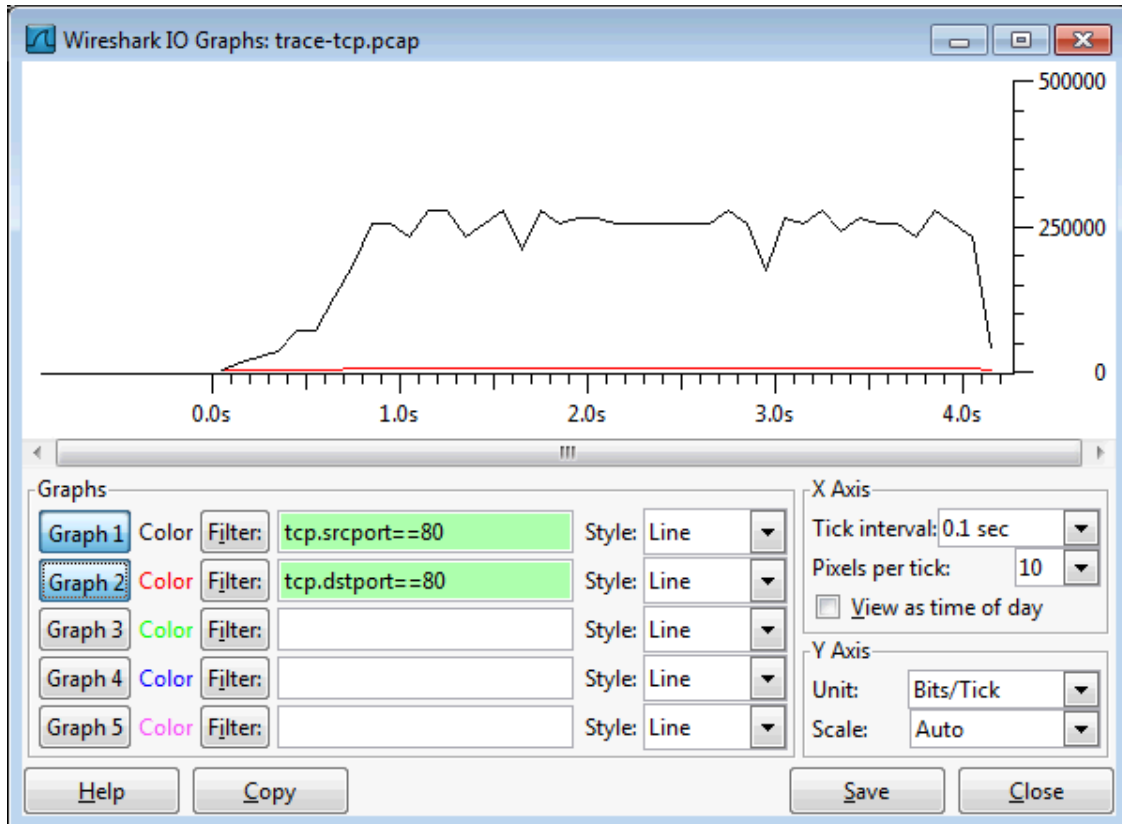 Wireshark IO Graphs: trace-tcp.pcap
500000
250000
0
0.0s 1.0s 2.0s 3.0s 4.0s
Graphs
Graph 1 Color Filter: tcp.srcport==80 Style: Line
Graph 2 Color Filter: tcp.dstport==80 Style: Line
Graph 3 Color Filter: Style: Line
Graph 4 Color Filter: Style: Line
Graph 5 Color Filter: Style: Line
X Axis
Tick interval: 0.1 sec
Pixels per tick: 10
View as time of day
Y Axis
Unit: Bits/Tick
Scale: Auto
Help Copy Save Close